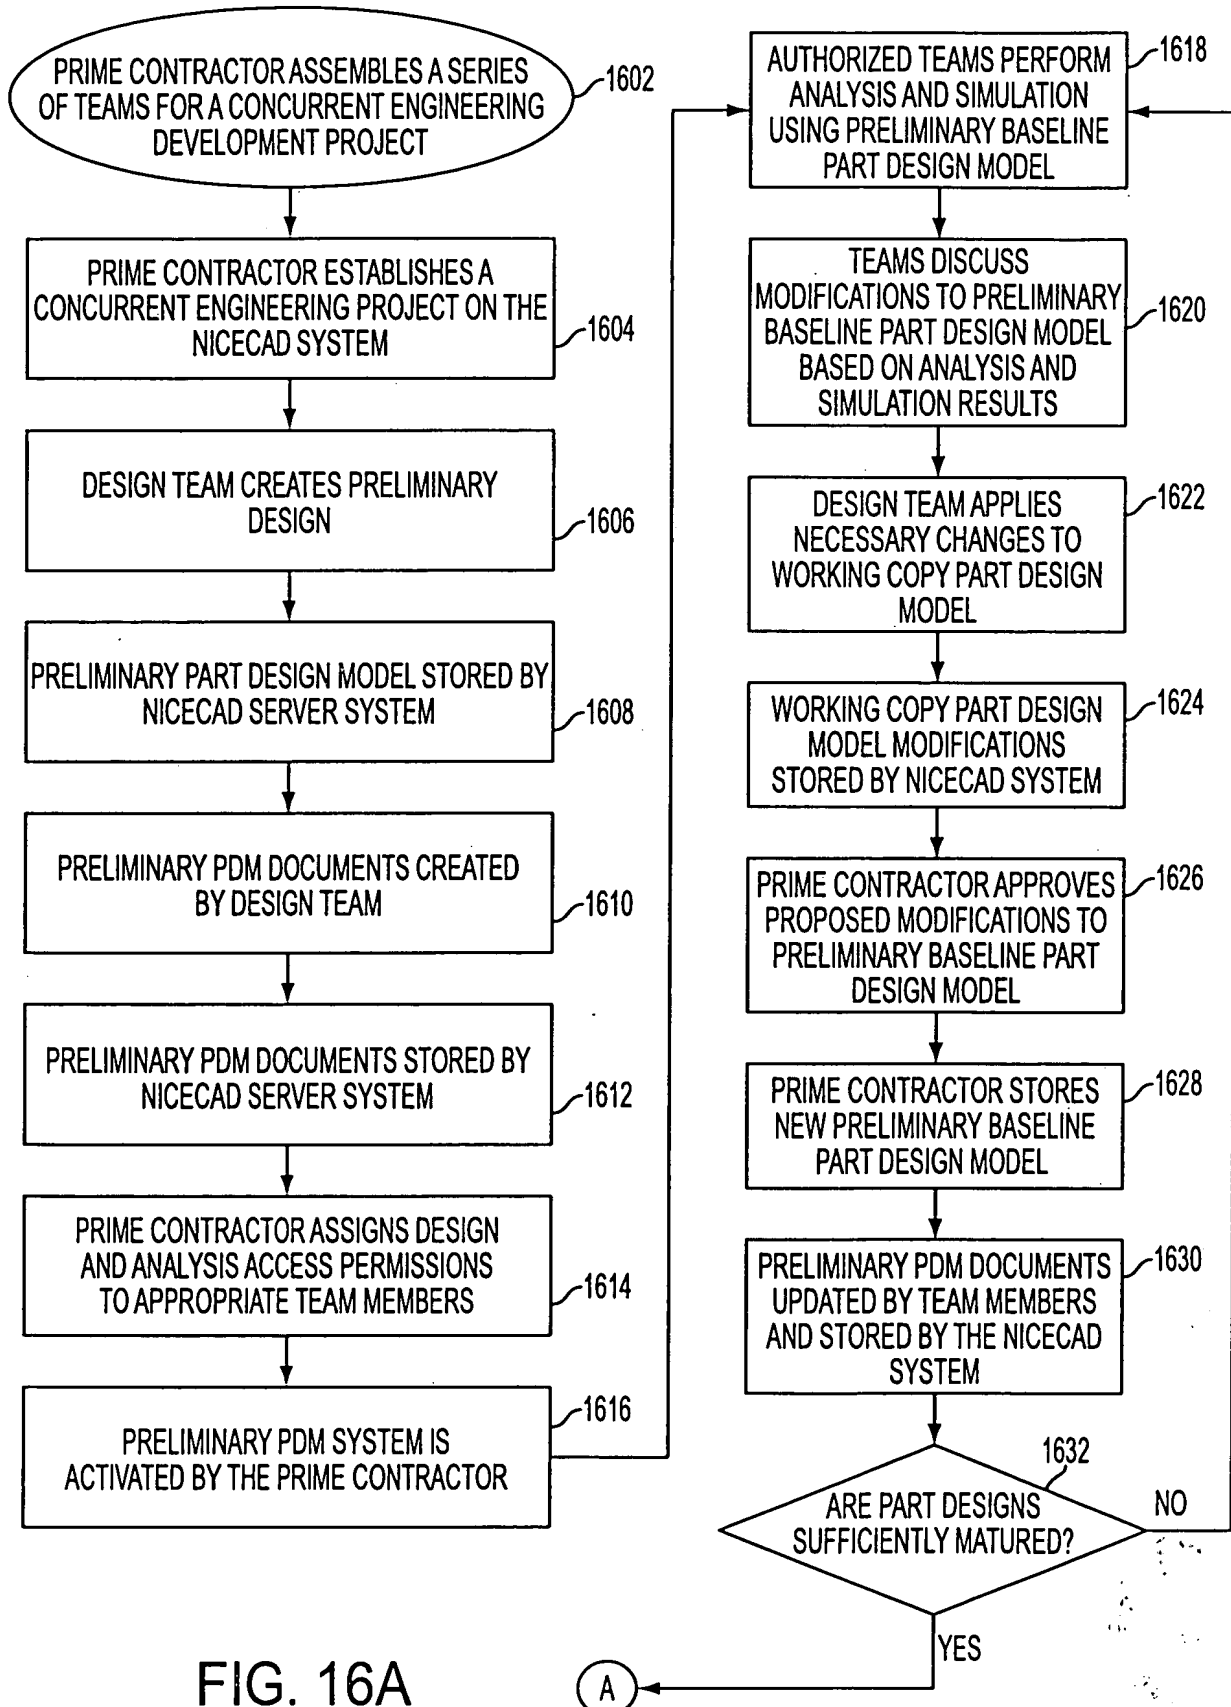 PRIME CONTRACTOR ASSEMBLES A SERIES
OF TEAMS FOR A CONCURRENT ENGINEERING
DEVELOPMENT PROJECT
1602
PRIME CONTRACTOR ESTABLISHES A
CONCURRENT ENGINEERING PROJECT ON THE
NICECAD SYSTEM
1604
DESIGN TEAM CREATES PRELIMINARY
DESIGN
1606
PRELIMINARY PART DESIGN MODEL STORED BY
NICECAD SERVER SYSTEM
1608
PRELIMINARY PDM DOCUMENTS CREATED
BY DESIGN TEAM
1610
PRELIMINARY PDM DOCUMENTS STORED BY
NICECAD SERVER SYSTEM
1612
PRIME CONTRACTOR ASSIGNS DESIGN
AND ANALYSIS ACCESS PERMISSIONS
TO APPROPRIATE TEAM MEMBERS
1614
1616
PRELIMINARY PDM SYSTEM IS
ACTIVATED BY THE PRIME CONTRACTOR
1618
AUTHORIZED TEAMS PERFORM
ANALYSIS AND SIMULATION
USING PRELIMINARY BASELINE
PART DESIGN MODEL
TEAMS DISCUSS
MODIFICATIONS TO PRELIMINARY
BASELINE PART DESIGN MODEL
BASED ON ANALYSIS AND
SIMULATION RESULTS
1620
DESIGN TEAM APPLIES
NECESSARY CHANGES TO
WORKING COPY PART DESIGN
MODEL
1622
WORKING COPY PART DESIGN
MODEL MODIFICATIONS
STORED BY NICECAD SYSTEM
1624
PRIME CONTRACTOR APPROVES
PROPOSED MODIFICATIONS TO
PRELIMINARY BASELINE PART
DESIGN MODEL
1626
PRIME CONTRACTOR STORES
NEW PRELIMINARY BASELINE
PART DESIGN MODEL
1628
PRELIMINARY PDM DOCUMENTS
UPDATED BY TEAM MEMBERS
AND STORED BY THE NICECAD
SYSTEM
1630
1632
ARE PART DESIGNS
SUFFICIENTLY MATURED?
NO
YES
A
FIG. 16A